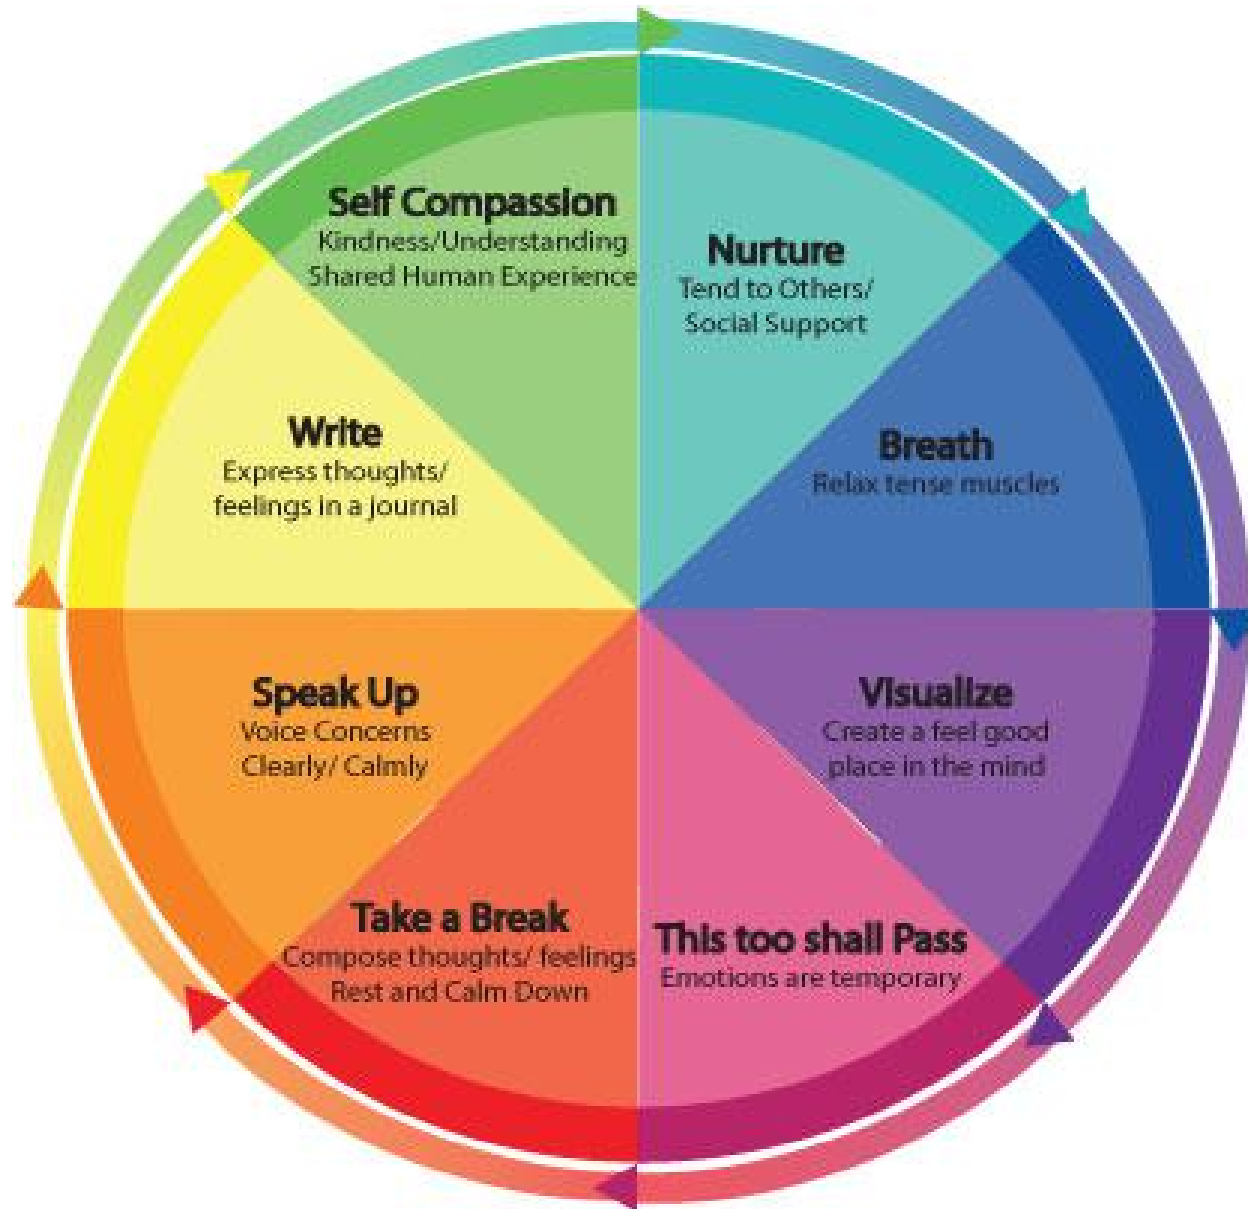 Self Compassion
Kindness/Understanding
Shared Human Experience
Nurture
Tend to Others/
Social Support
Breath
Relax tense muscles
Visualize
Create a feel good
place in the mind
This too shall Pass
Emotions are temporary
Take a Break
Compose thoughts/ feelings
Rest and Calm Down
Speak Up
Voice Concerns
Clearly/ Calmly
Write
Express thoughts/
feelings in a journal